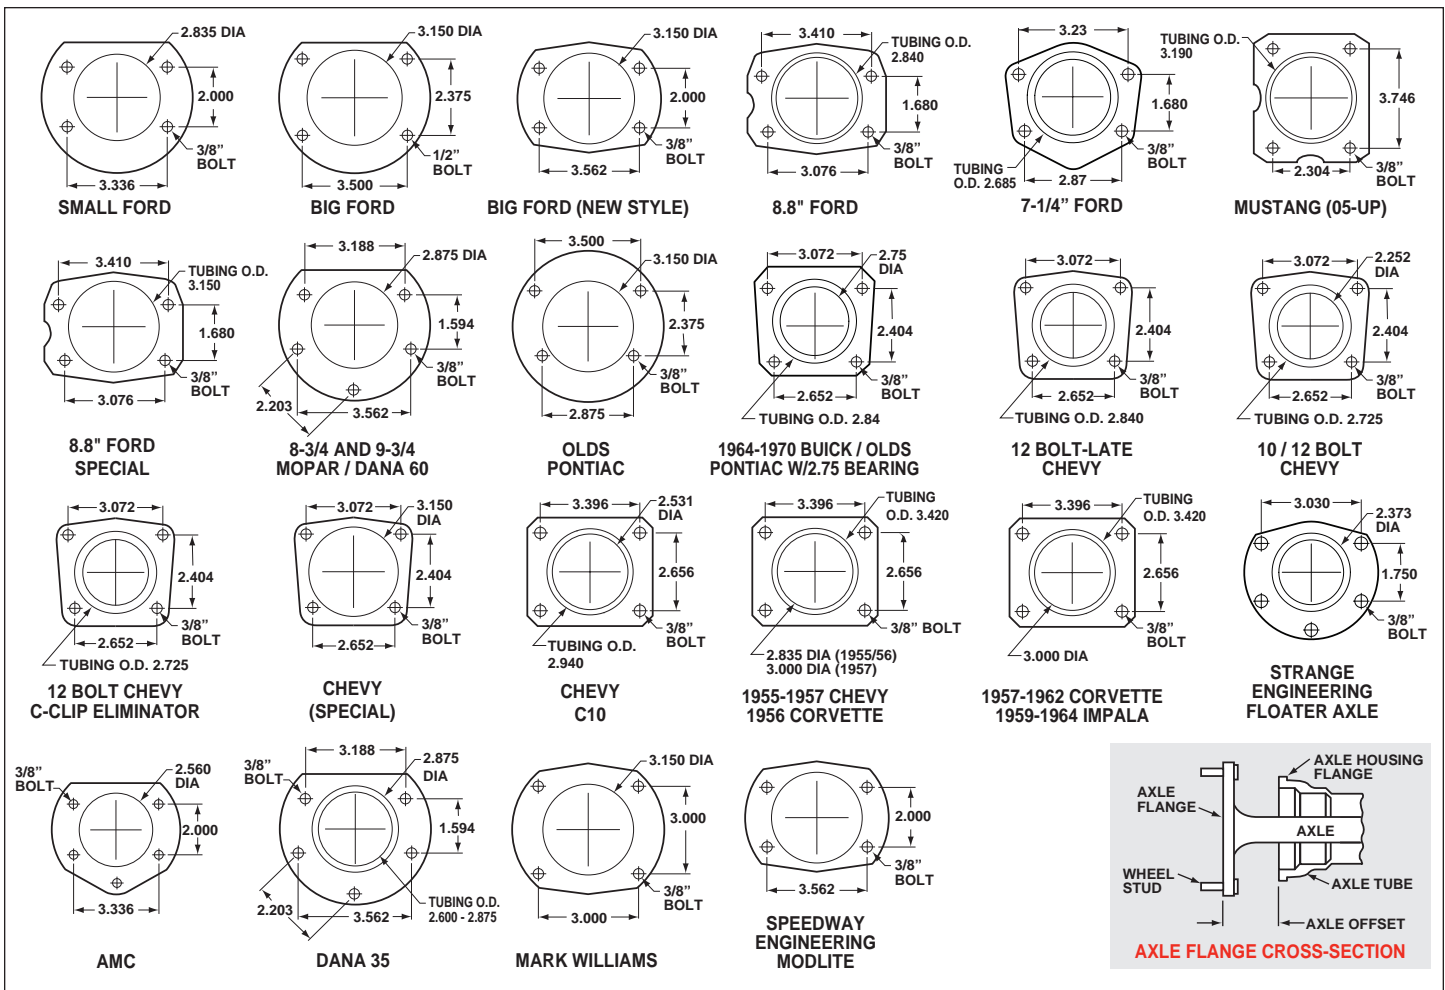 2.835 DIA
2.000
3/8”
BOLT
3.336
SMALL FORD
3.150 DIA
2.375
1/2”
BOLT
3.500
BIG FORD
3.150 DIA
2.000
3/8”
BOLT
3.562
BIG FORD (NEW STYLE)
3.410
TUBING O.D.
2.840
1.680
3/8”
BOLT
3.076
8.8" FORD
3.23
1.680
3/8”
BOLT
TUBING
O.D. 2.685
2.87
7-1/4” FORD
TUBING O.D.
3.190
3.746
3/8”
BOLT
2.304
MUSTANG (05-UP)
3.410
TUBING O.D.
3.150
1.680
3/8”
BOLT
3.076
8.8" FORD
SPECIAL
3.188
2.875 DIA
1.594
3/8”
BOLT
2.203
3.562
8-3/4 AND 9-3/4
MOPAR / DANA 60
3.500
3.150 DIA
2.375
3/8”
BOLT
2.875
OLDS
PONTIAC
3.072
2.75
DIA
2.404
3/8”
BOLT
2.652
TUBING O.D. 2.84
1964-1970 BUICK / OLDS
PONTIAC W/2.75 BEARING
3.072
2.404
3/8”
BOLT
2.652
TUBING O.D. 2.840
12 BOLT-LATE
CHEVY
3.072
2.252
DIA
2.404
3/8”
BOLT
2.652
TUBING O.D. 2.725
10 / 12 BOLT
CHEVY
3.072
2.404
3/8”
BOLT
2.652
TUBING O.D. 2.725
12 BOLT CHEVY
C-CLIP ELIMINATOR
3.072
3.150
DIA
2.404
3/8”
BOLT
2.652
CHEVY
(SPECIAL)
3.396
2.531
DIA
2.656
3/8”
BOLT
TUBING O.D.
2.940
CHEVY
C10
3.396
TUBING
O.D. 3.420
2.656
3/8” BOLT
2.835 DIA (1955/56)
3.000 DIA (1957)
1955-1957 CHEVY
1956 CORVETTE
3.396
TUBING
O.D. 3.420
2.656
3/8”
BOLT
3.000 DIA
1957-1962 CORVETTE
1959-1964 IMPALA
3.030
2.373
DIA
1.750
3/8”
BOLT
STRANGE
ENGINEERING
FLOATER AXLE
3/8”
BOLT
2.560
DIA
2.000
3.336
AMC
3/8”
BOLT
3.188
2.875
DIA
1.594
2.203
3.562
TUBING O.D.
2.600 - 2.875
DANA 35
3.150 DIA
3.000
3/8”
BOLT
3.000
MARK WILLIAMS
2.000
3/8”
BOLT
3.562
SPEEDWAY
ENGINEERING
MODLITE
AXLE HOUSING
FLANGE
AXLE
FLANGE
AXLE
WHEEL
STUD
AXLE TUBE
AXLE OFFSET
AXLE FLANGE CROSS-SECTION